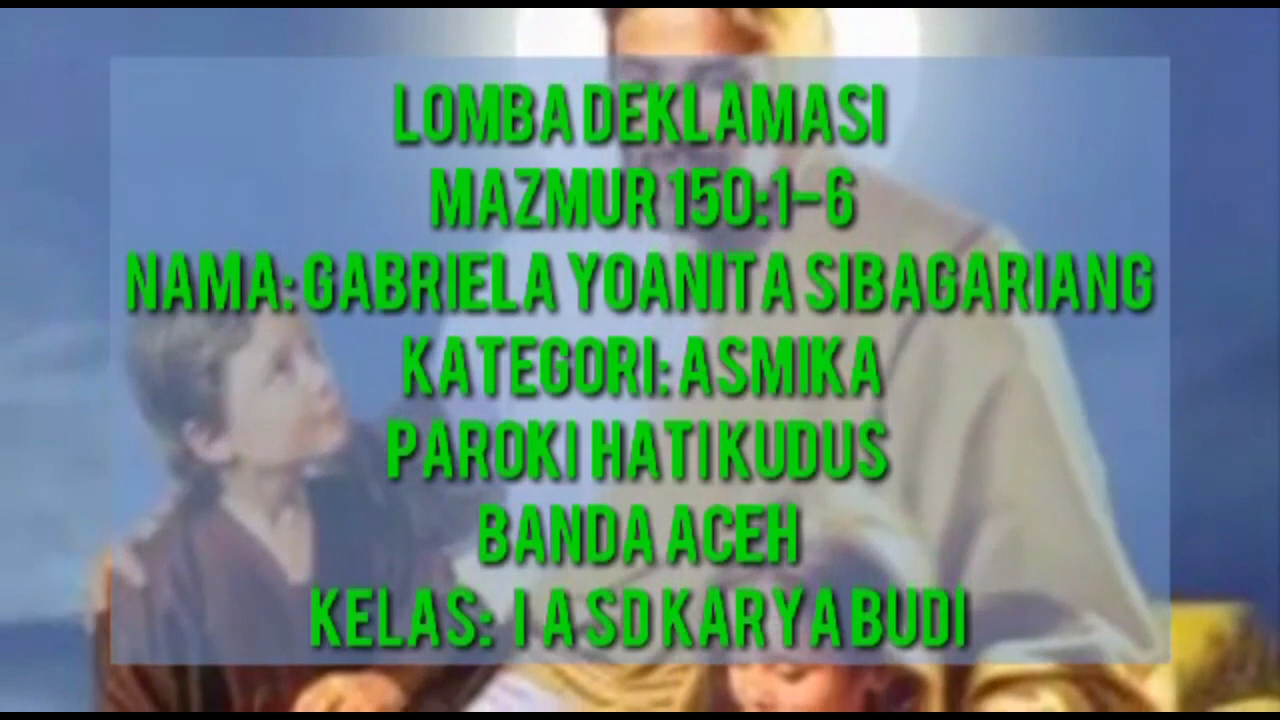 LOMBA DEKLAMASI
MAZMUR 150:1-6
NAMA: GABRIELA YOANITA SIBAGARIANG
KATEGORI: ASMIKA
PAROKI HATI KUDUS
BANDA ACEH
KELAS: I A SD KARYA BUDI